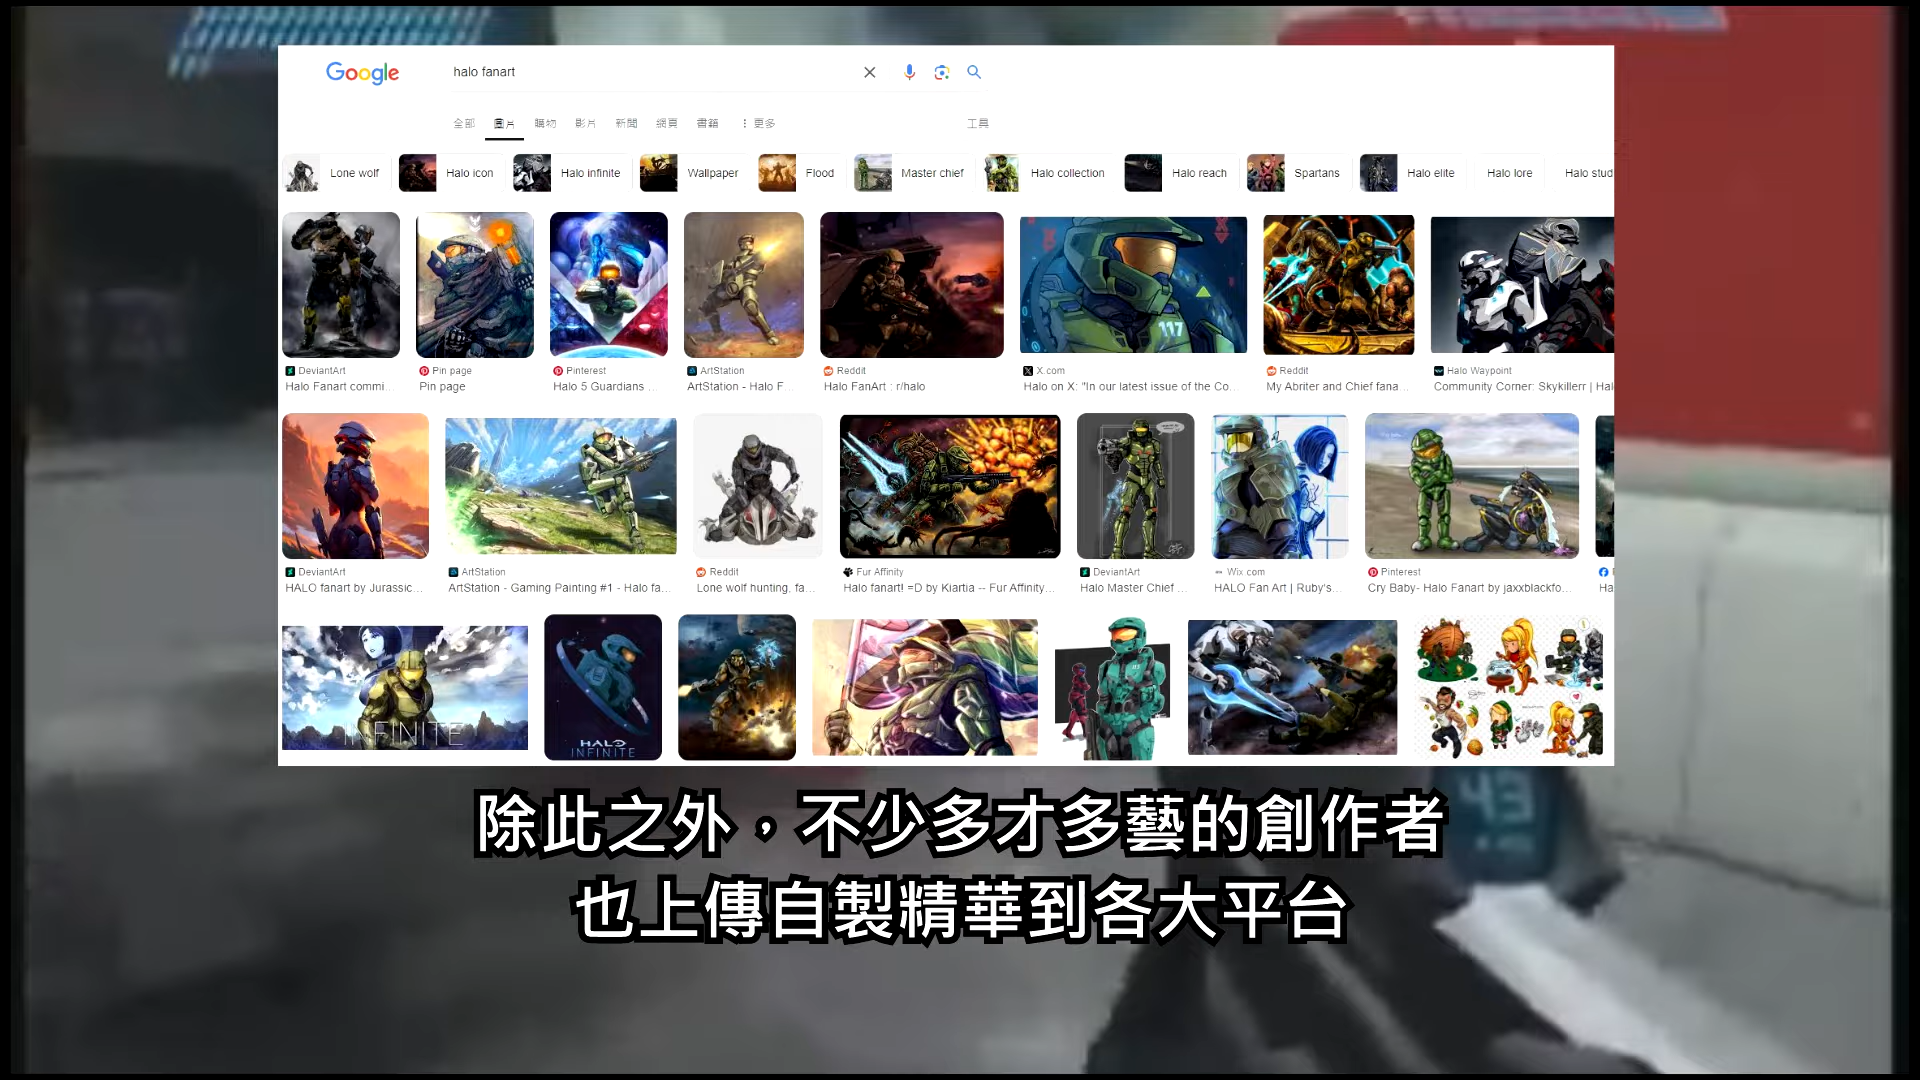 Google
halo fanart
全部 圖片 購物 影片 新聞 網頁 書籍 ⋮ 更多 工具
Lone wolf Halo icon Halo infinite Wallpaper Flood Master chief Halo collection Halo reach Spartans Halo elite Halo lore Halo stud
117
DeviantArt Pin page Pinterest ArtStation Reddit X.com Reddit Halo Waypoint
Halo Fanart commi... Pin page Halo 5 Guardians ... ArtStation - Halo F... Halo FanArt : r/halo Halo on X: "In our latest issue of the Co... My Abriter and Chief fana... Community Corner: Skykillerr | Hal
DeviantArt ArtStation Reddit Fur Affinity DeviantArt Wix.com Pinterest
HALO fanart by Jurassic... ArtStation - Gaming Painting #1 - Halo fa... Lone wolf hunting, fa... Halo fanart! =D by Kiartia -- Fur Affinity... Halo Master Chief ... HALO Fan Art | Ruby's... Cry Baby- Halo Fanart by jaxxblackfo... Ha
INFINITE
HALO
INFINITE
除此之外，不少多才多藝的創作者
也上傳自製精華到各大平台
43